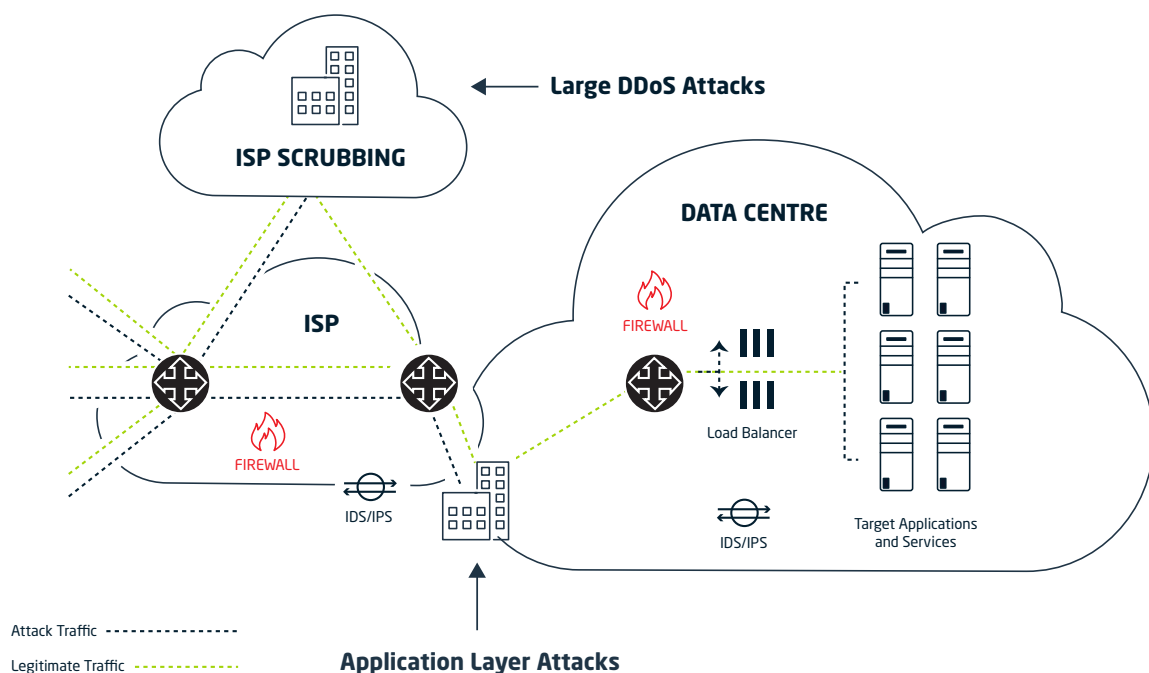 Large DDoS Attacks
ISP SCRUBBING
DATA CENTRE
ISP
FIREWALL
Load Balancer
FIREWALL
IDS/IPS
IDS/IPS
Target Applications
and Services
Attack Traffic
Legitimate Traffic
Application Layer Attacks